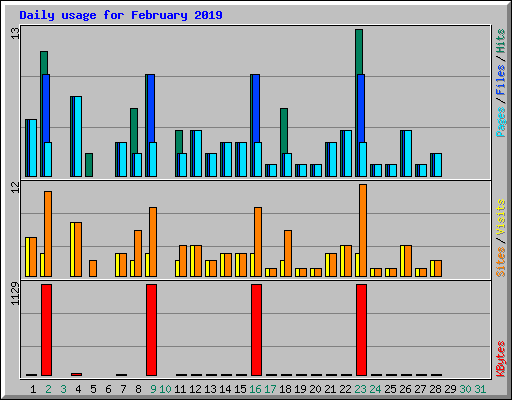 Daily usage for February 2019
13
12
1129
Pages / Files / Hits
Sites / Visits
KBytes
1 2 3 4 5 6 7 8 9 10 11 12 13 14 15 16 17 18 19 20 21 22 23 24 25 26 27 28 29 30 31